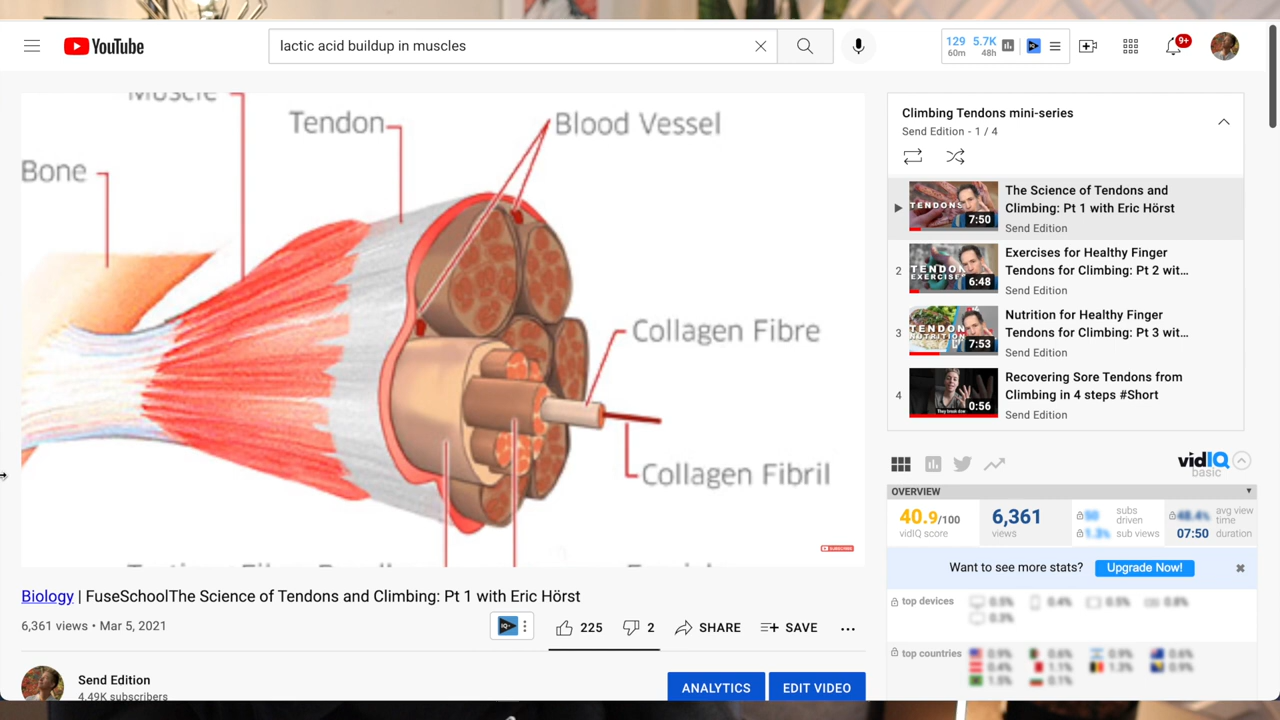 YouTube
lactic acid buildup in muscles
129 5.7K
60m 48h
9+
Muscle
Tendon
Blood Vessel
Bone
Collagen Fibre
Collagen Fibril
SUBSCRIBE
Biology | FuseSchoolThe Science of Tendons and Climbing: Pt 1 with Eric Hörst
6,361 views • Mar 5, 2021
225
2
SHARE
SAVE
Send Edition
4.49K subscribers
ANALYTICS
EDIT VIDEO
Climbing Tendons mini-series
Send Edition - 1 / 4
TENDONS
7:50
The Science of Tendons and
Climbing: Pt 1 with Eric Hörst
Send Edition
2
TENDON
EXERCISES
6:48
Exercises for Healthy Finger
Tendons for Climbing: Pt 2 wit...
Send Edition
3
TENDON
NUTRITION
7:53
Nutrition for Healthy Finger
Tendons for Climbing: Pt 3 wit...
Send Edition
4
0:56
Recovering Sore Tendons from
Climbing in 4 steps #Short
Send Edition
vidIQ
basic
OVERVIEW
40.9/100
vidIQ score
6,361
views
subs
driven
sub views
avg view
time
07:50 duration
Want to see more stats?
Upgrade Now!
top devices
top countries